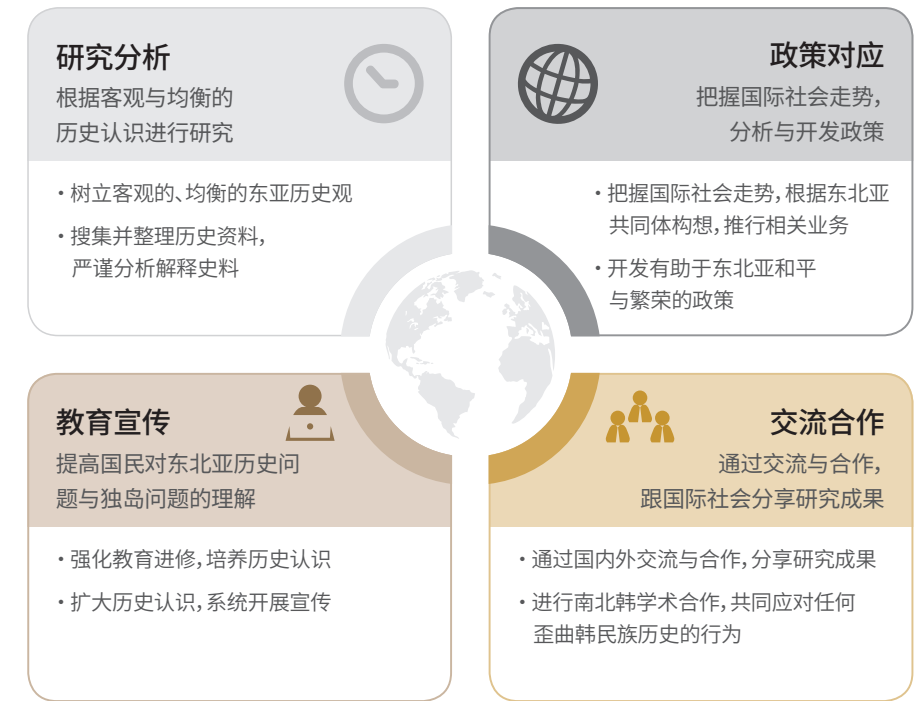 研究分析
根据客观与均衡的
历史认识进行研究
・树立客观的、均衡的东亚历史观
・搜集并整理历史资料,
严谨分析解释史料
政策对应
把握国际社会走势,
分析与开发政策
・把握国际社会走势,根据东北亚
共同体构想,推行相关业务
・开发有助于东北亚和平
与繁荣的政策
教育宣传
提高国民对东北亚历史问
题与独岛问题的理解
・强化教育进修,培养历史认识
・扩大历史认识,系统开展宣传
交流合作
通过交流与合作,
跟国际社会分享研究成果
・通过国内外交流与合作,分享研究成果
・进行南北韩学术合作,共同应对任何
歪曲韩民族历史的行为